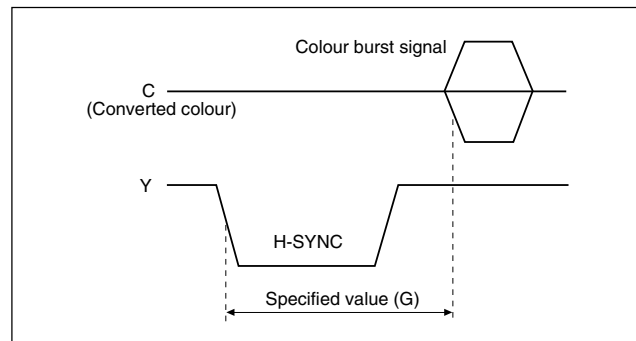 Colour burst signal
C
(Converted colour)
Y
H-SYNC
Specified value (G)